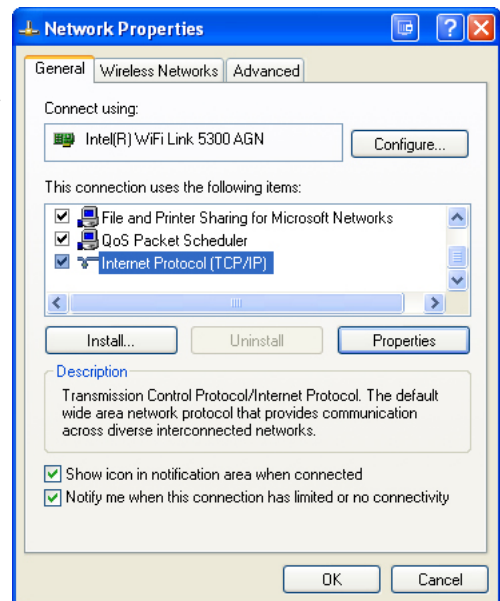 Network Properties
General
Wireless Networks
Advanced
Connect using:
Intel(R) WiFi Link 5300 AGN
Configure...
This connection uses the following items:
File and Printer Sharing for Microsoft Networks
QoS Packet Scheduler
Internet Protocol (TCP/IP)
Install...
Uninstall
Properties
Description
Transmission Control Protocol/Internet Protocol. The default
wide area network protocol that provides communication
across diverse interconnected networks.
Show icon in notification area when connected
Notify me when this connection has limited or no connectivity
OK
Cancel